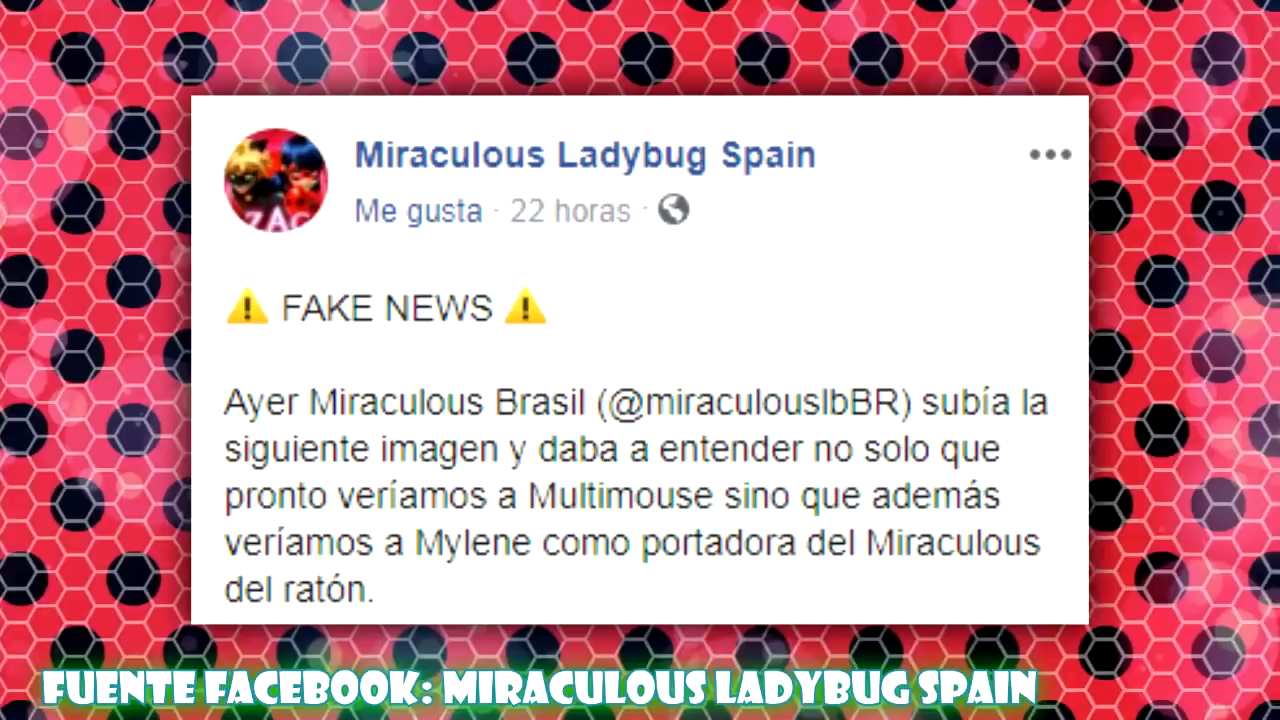 Miraculous Ladybug Spain
Me gusta · 22 horas ·
ZAG
⚠ FAKE NEWS ⚠
Ayer Miraculous Brasil (@miraculouslbBR) subía la
siguiente imagen y daba a entender no solo que
pronto veríamos a Multimouse sino que además
veríamos a Mylene como portadora del Miraculous
del ratón.
FUENTE FACEBOOK: MIRACULOUS LADYBUG SPAIN